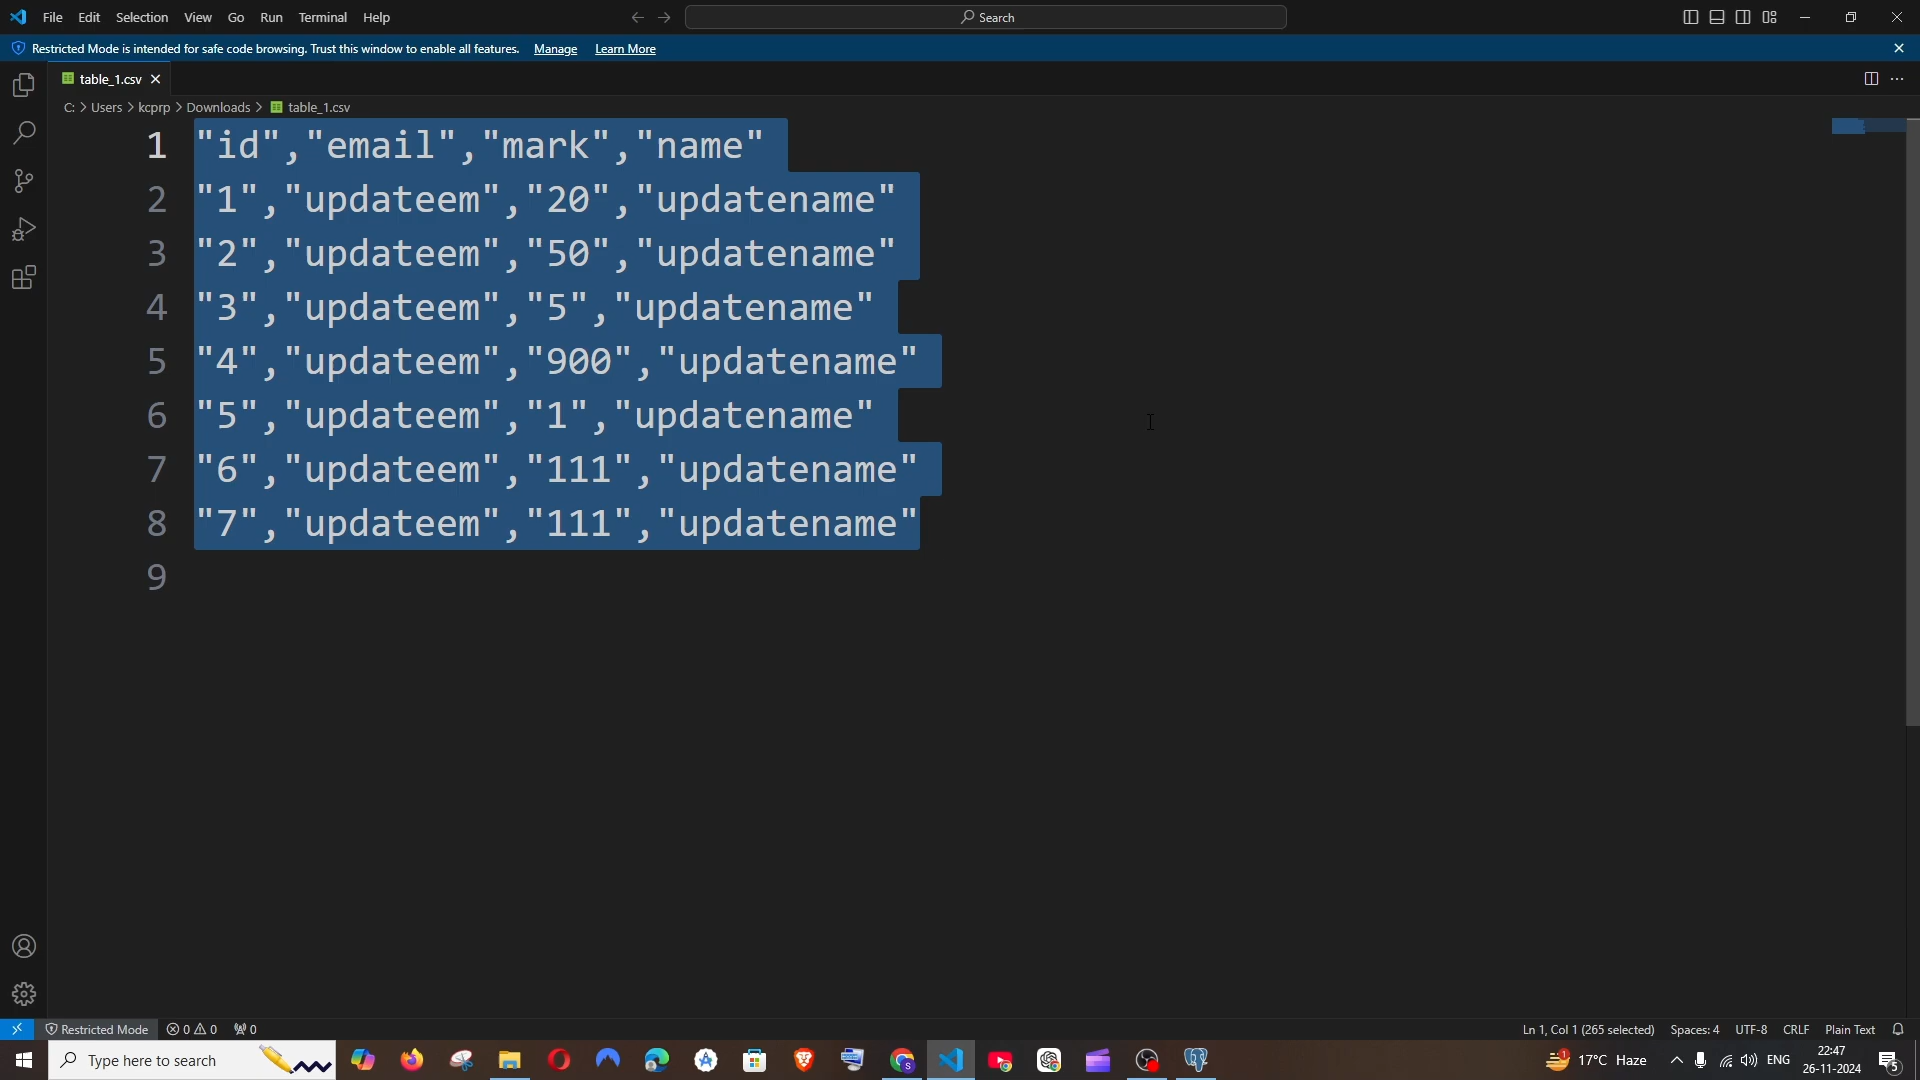 File Edit Selection View Go Run Terminal Help
Search
Restricted Mode is intended for safe code browsing. Trust this window to enable all features. Manage Learn More
table_1.csv
C: > Users > kcprp > Downloads > table_1.csv
1 "id","email","mark","name"
2 "1","updateem","20","updatename"
3 "2","updateem","50","updatename"
4 "3","updateem","5","updatename"
5 "4","updateem","900","updatename"
6 "5","updateem","1","updatename"
7 "6","updateem","111","updatename"
8 "7","updateem","111","updatename"
9
Restricted Mode 0 0 0 Ln 1, Col 1 (265 selected) Spaces: 4 UTF-8 CRLF Plain Text
Type here to search 1 17°C Haze ENG 22:47
26-11-2024 5